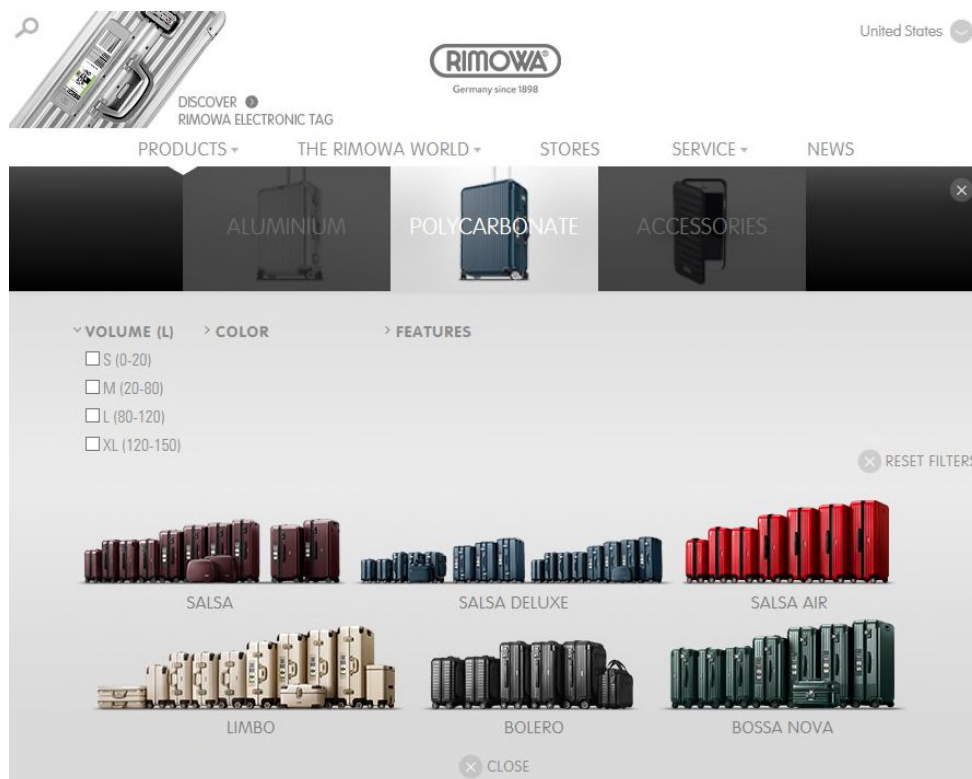 United States
RIMOWA
Germany since 1898
DISCOVER
RIMOWA ELECTRONIC TAG
PRODUCTS THE RIMOWA WORLD STORES SERVICE NEWS
ALUMINIUM POLYCARBONATE ACCESSORIES
VOLUME (L) COLOR FEATURES
S (0-20)
M (20-80)
L (80-120)
XL (120-150)
RESET FILTERS
SALSA SALSA DELUXE SALSA AIR
LIMBO BOLERO BOSSA NOVA
CLOSE